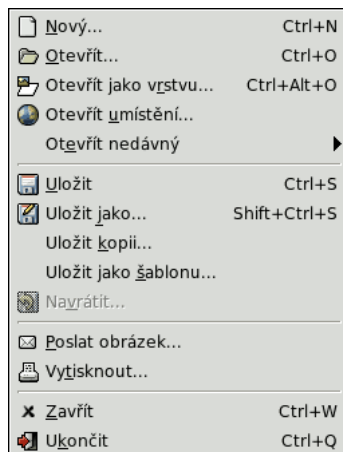 Nový... Ctrl+N
Otevřít... Ctrl+O
Otevřít jako vrstvu... Ctrl+Alt+O
Otevřít umístění...
Otevřít nedávný
Uložit Ctrl+S
Uložit jako... Shift+Ctrl+S
Uložit kopii...
Uložit jako šablonu...
Navrátit...
Poslat obrázek...
Vytisknout...
Zavřít Ctrl+W
Ukončit Ctrl+Q